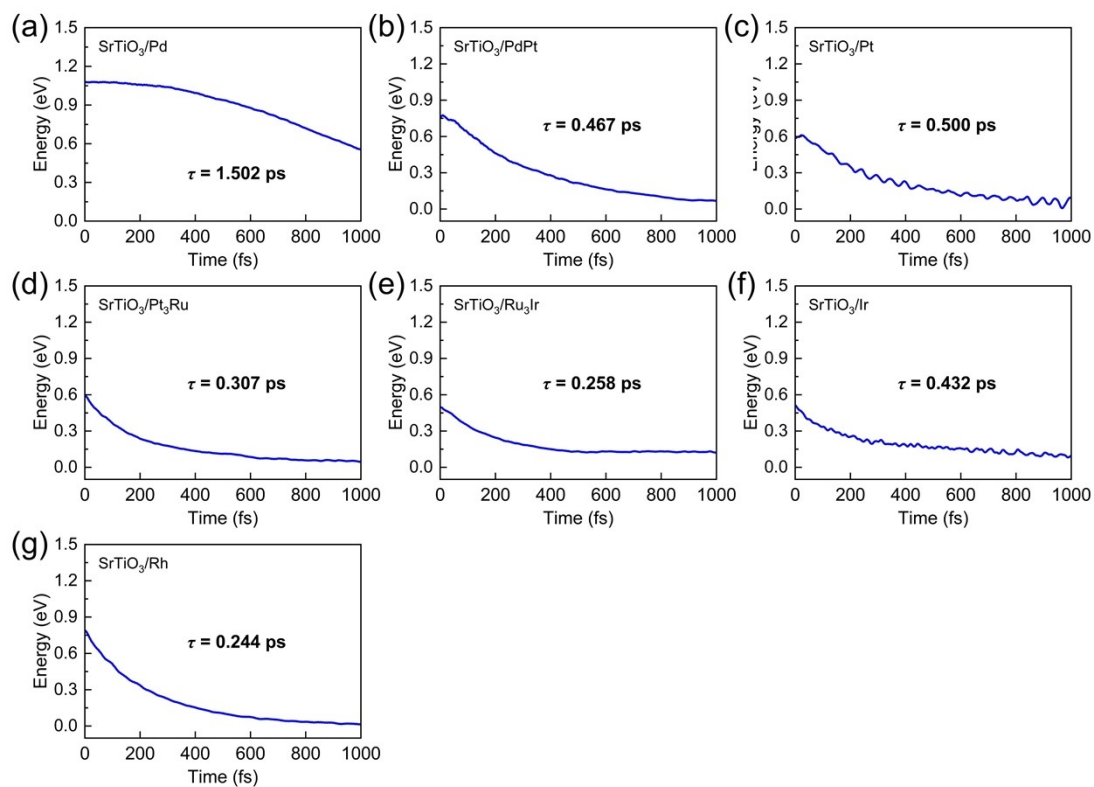 (a)
SrTiO₃/Pd
1.5
1.2
0.9
0.6
0.3
0.0
Energy (eV)
τ = 1.502 ps
0 200 400 600 800 1000
Time (fs)
(b)
SrTiO₃/PdPt
1.5
1.2
0.9
0.6
0.3
0.0
Energy (eV)
τ = 0.467 ps
0 200 400 600 800 1000
Time (fs)
(c)
SrTiO₃/Pt
1.5
1.2
0.9
0.6
0.3
0.0
Energy (eV)
τ = 0.500 ps
0 200 400 600 800 1000
Time (fs)
(d)
SrTiO₃/Pt₃Ru
1.5
1.2
0.9
0.6
0.3
0.0
Energy (eV)
τ = 0.307 ps
0 200 400 600 800 1000
Time (fs)
(e)
SrTiO₃/Ru₃Ir
1.5
1.2
0.9
0.6
0.3
0.0
Energy (eV)
τ = 0.258 ps
0 200 400 600 800 1000
Time (fs)
(f)
SrTiO₃/Ir
1.5
1.2
0.9
0.6
0.3
0.0
Energy (eV)
τ = 0.432 ps
0 200 400 600 800 1000
Time (fs)
(g)
SrTiO₃/Rh
1.5
1.2
0.9
0.6
0.3
0.0
Energy (eV)
τ = 0.244 ps
0 200 400 600 800 1000
Time (fs)